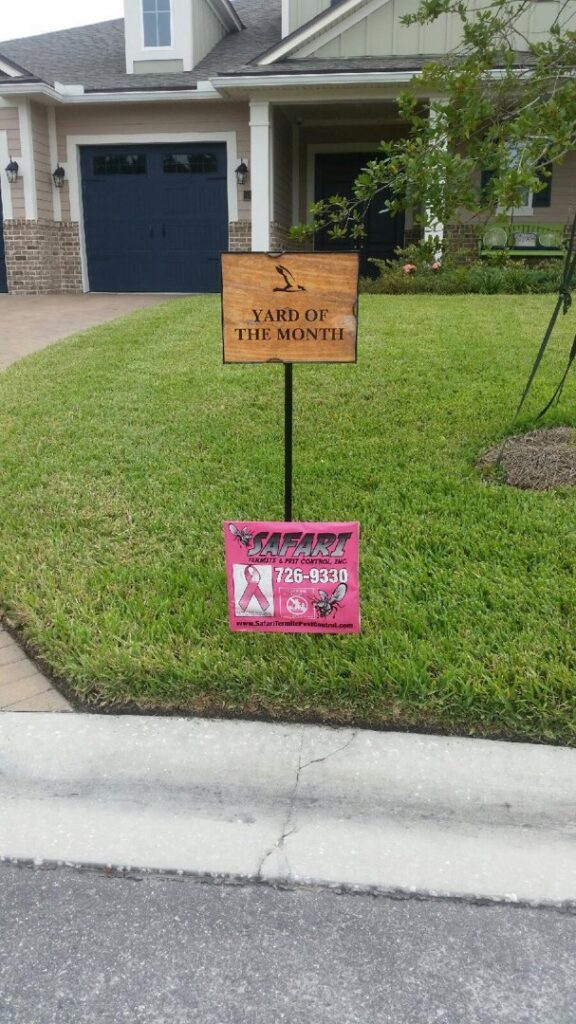 YARD OF
THE MONTH
SAFARI
TERMITE & PEST CONTROL, INC.
726-9330
www.SafariTermitePestControl.com